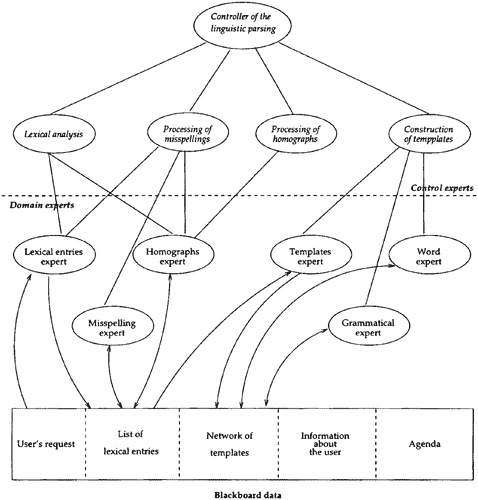 Controller of the
linguistic parsing
Lexical analysis
Processing of
misspellings
Processing of
homographs
Construction
of templates
Control experts
Domain experts
Lexical entries
expert
Homographs
expert
Templates
expert
Word
expert
Misspelling
expert
Grammatical
expert
User's request
List of
lexical entries
Network of
templates
Information
about
the user
Agenda
Blackboard data